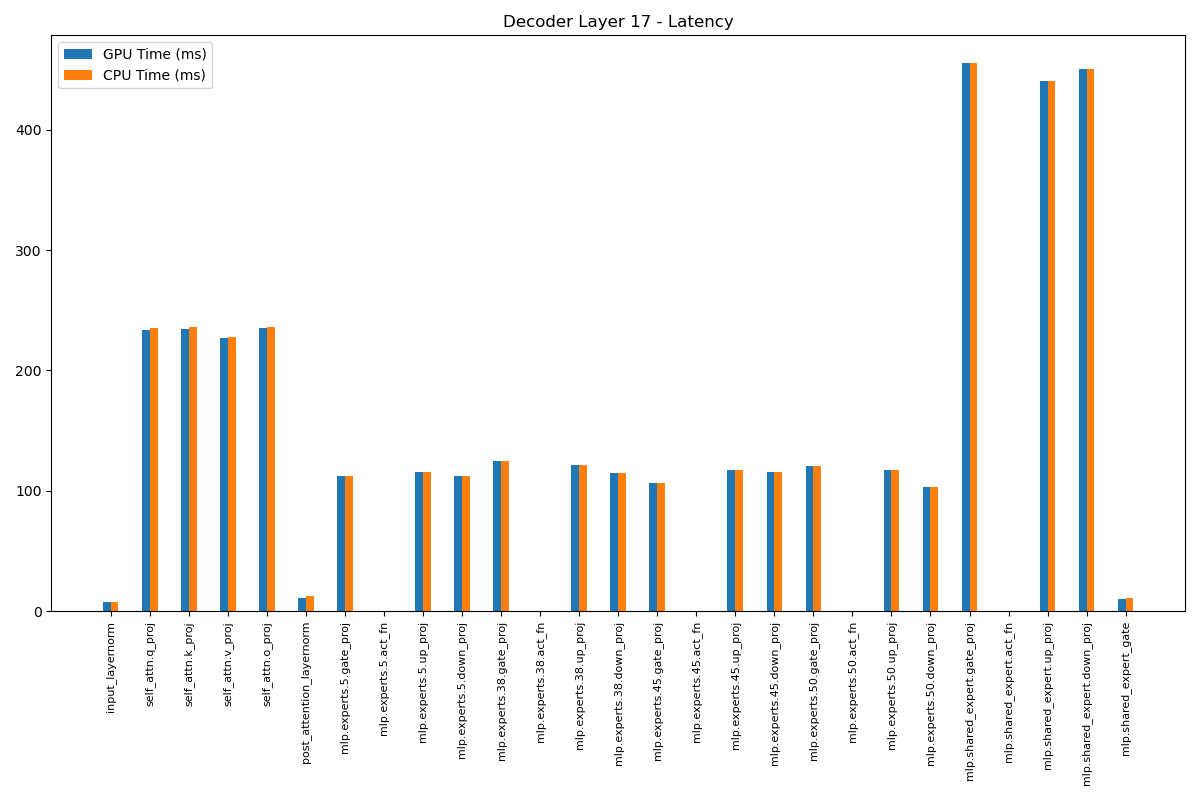 Decoder Layer 17 - Latency
GPU Time (ms)
CPU Time (ms)
400
300
200
100
0
input_layernorm
self_attn.q_proj
self_attn.k_proj
self_attn.v_proj
self_attn.o_proj
post_attention_layernorm
mlp.experts.5.gate_proj
mlp.experts.5.act_fn
mlp.experts.5.up_proj
mlp.experts.5.down_proj
mlp.experts.38.gate_proj
mlp.experts.38.act_fn
mlp.experts.38.up_proj
mlp.experts.38.down_proj
mlp.experts.45.gate_proj
mlp.experts.45.act_fn
mlp.experts.45.up_proj
mlp.experts.45.down_proj
mlp.experts.50.gate_proj
mlp.experts.50.act_fn
mlp.experts.50.up_proj
mlp.experts.50.down_proj
mlp.shared_expert.gate_proj
mlp.shared_expert.act_fn
mlp.shared_expert.up_proj
mlp.shared_expert.down_proj
mlp.shared_expert_gate